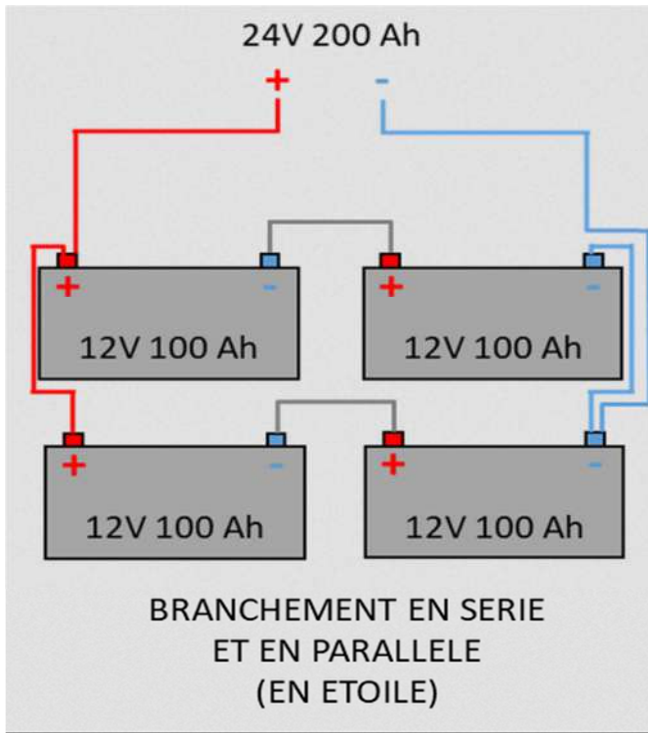 24V 200 Ah
+ -
+ - + -
12V 100 Ah 12V 100 Ah
+ - + -
12V 100 Ah 12V 100 Ah
BRANCHEMENT EN SERIE
ET EN PARALLELE
(EN ETOILE)